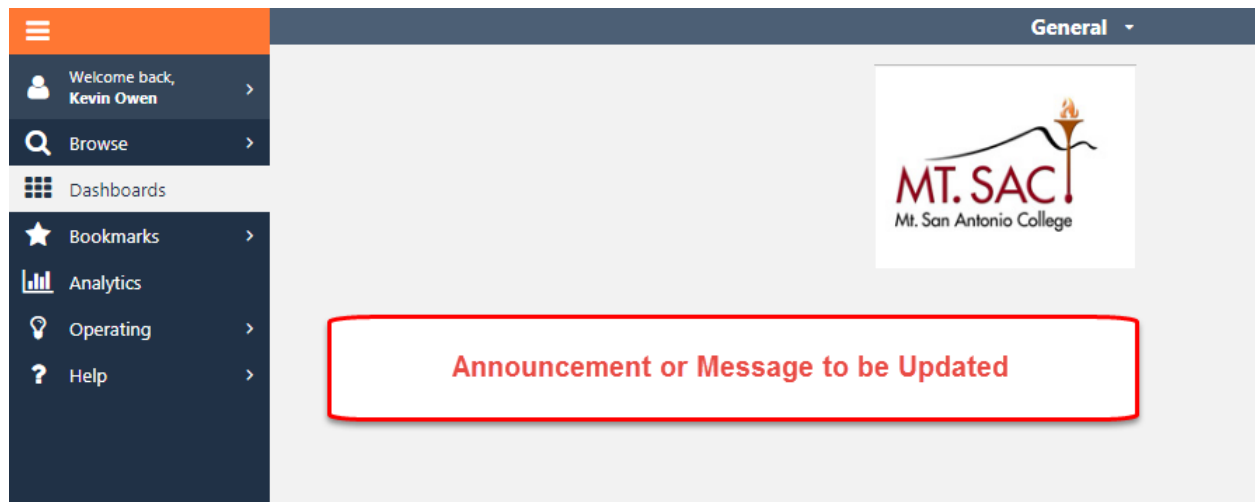 General
Welcome back,
Kevin Owen
Browse
Dashboards
Bookmarks
Analytics
Operating
Help
MT. SAC
Mt. San Antonio College
Announcement or Message to be Updated